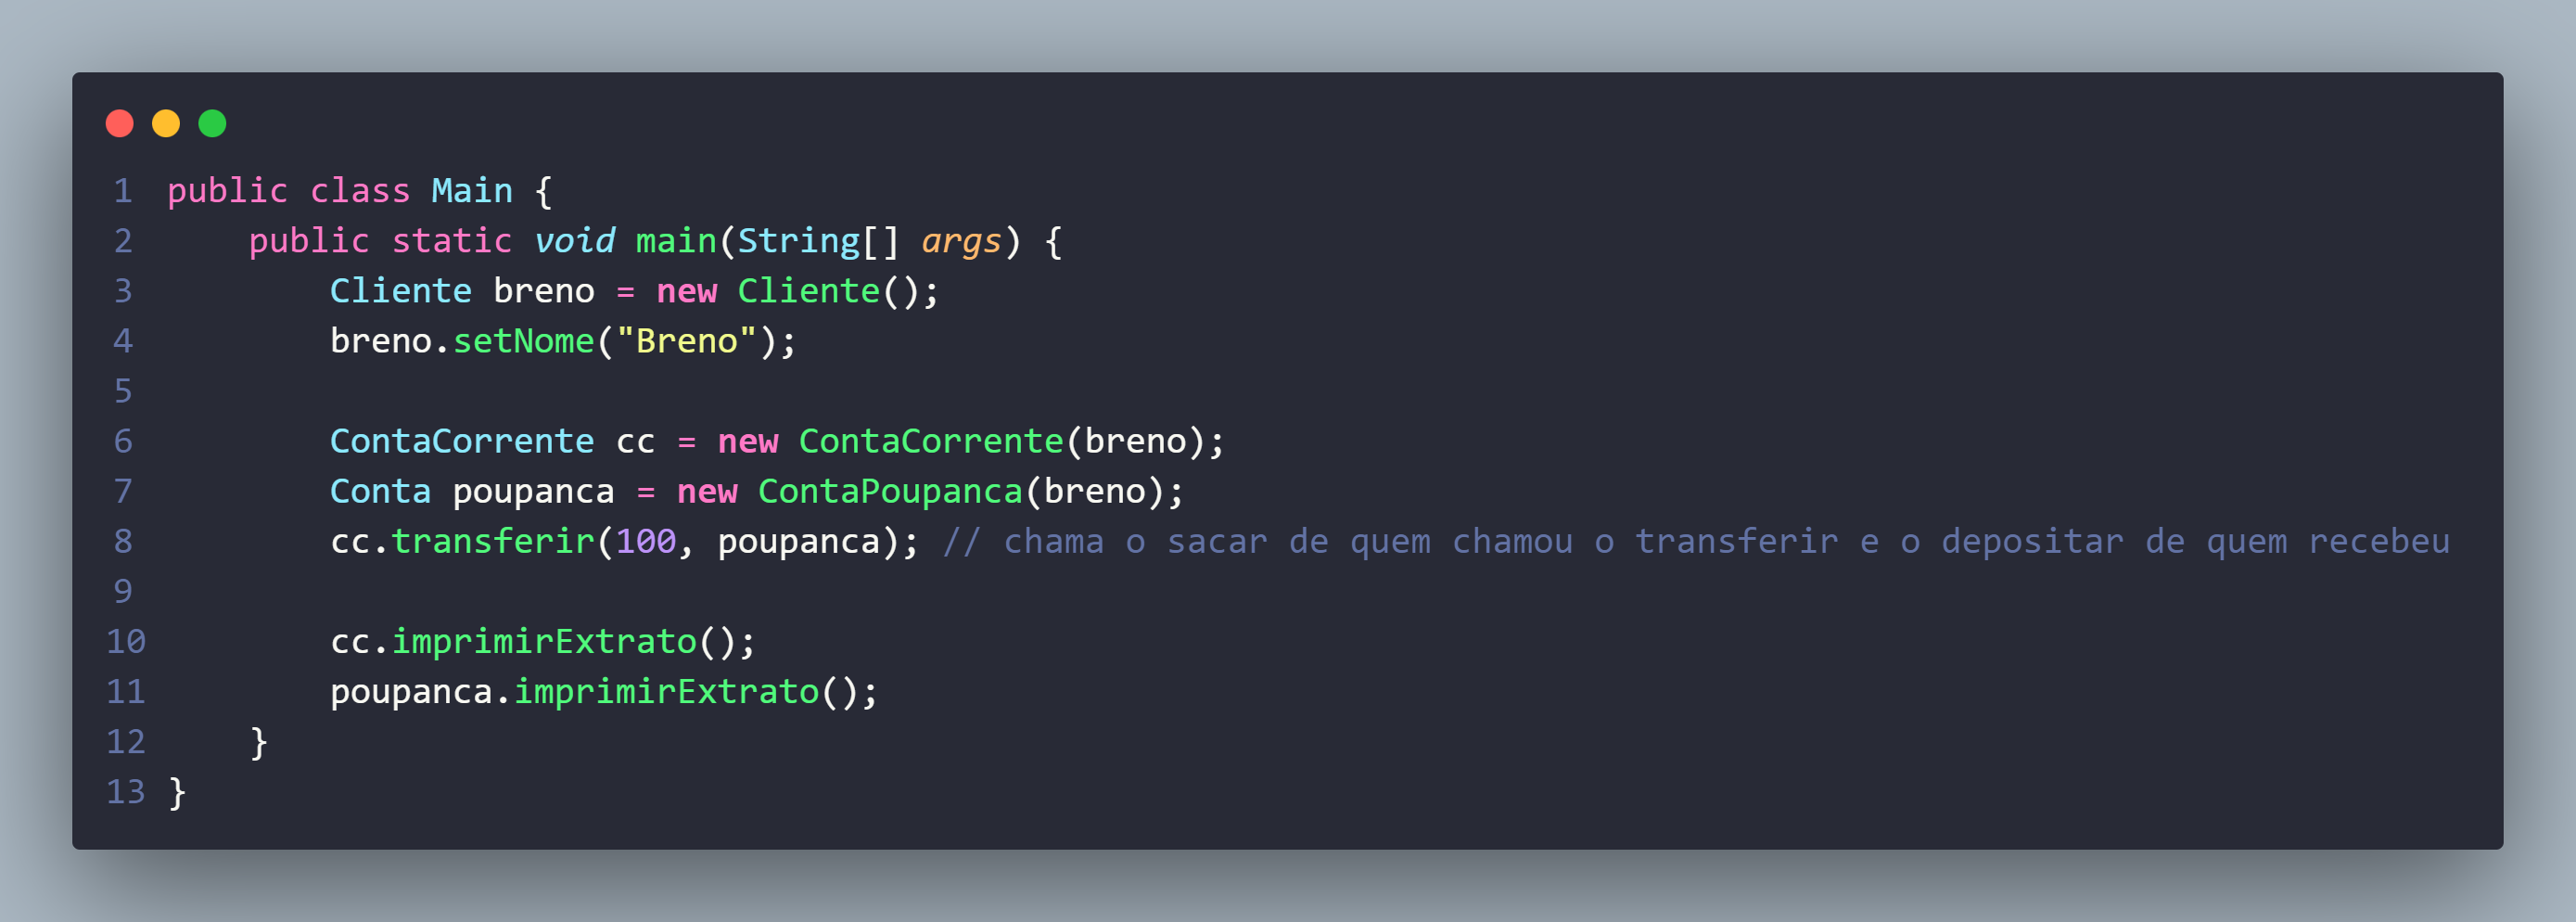 1 public class Main {
2     public static void main(String[] args) {
3         Cliente breno = new Cliente();
4         breno.setNome("Breno");
5
6         ContaCorrente cc = new ContaCorrente(breno);
7         Conta poupanca = new ContaPoupanca(breno);
8         cc.transferir(100, poupanca); // chama o sacar de quem chamou o transferir e o depositar de quem recebeu
9
10         cc.imprimirExtrato();
11         poupanca.imprimirExtrato();
12     }
13 }